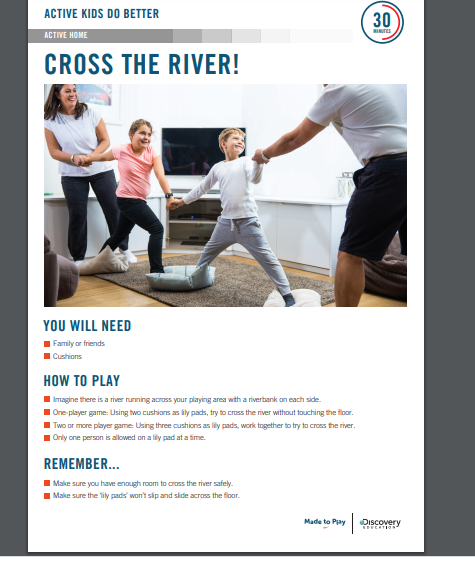 ACTIVE KIDS DO BETTER
30
MINUTES
ACTIVE HOME
CROSS THE RIVER!
YOU WILL NEED
Family or friends
Cushions
HOW TO PLAY
Imagine there is a river running across your playing area with a riverbank on each side.
One-player game: Using two cushions as lily pads, try to cross the river without touching the floor.
Two or more player game: Using three cushions as lily pads, work together to try to cross the river.
Only one person is allowed on a lily pad at a time.
REMEMBER...
Make sure you have enough room to cross the river safely.
Make sure the 'lily pads' won't slip and slide across the floor.
Made to Play
Discovery
EDUCATION